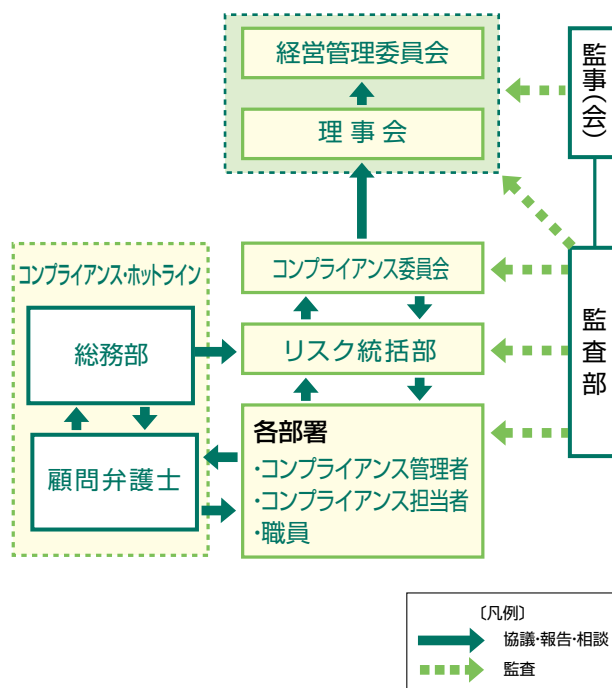 経営管理委員会
理事会
監事(会)
コンプライアンス・ホットライン
コンプライアンス委員会
総務部
リスク統括部
監査部
顧問弁護士
各部署
・コンプライアンス管理者
・コンプライアンス担当者
・職員
〔凡例〕
協議・報告・相談
監査